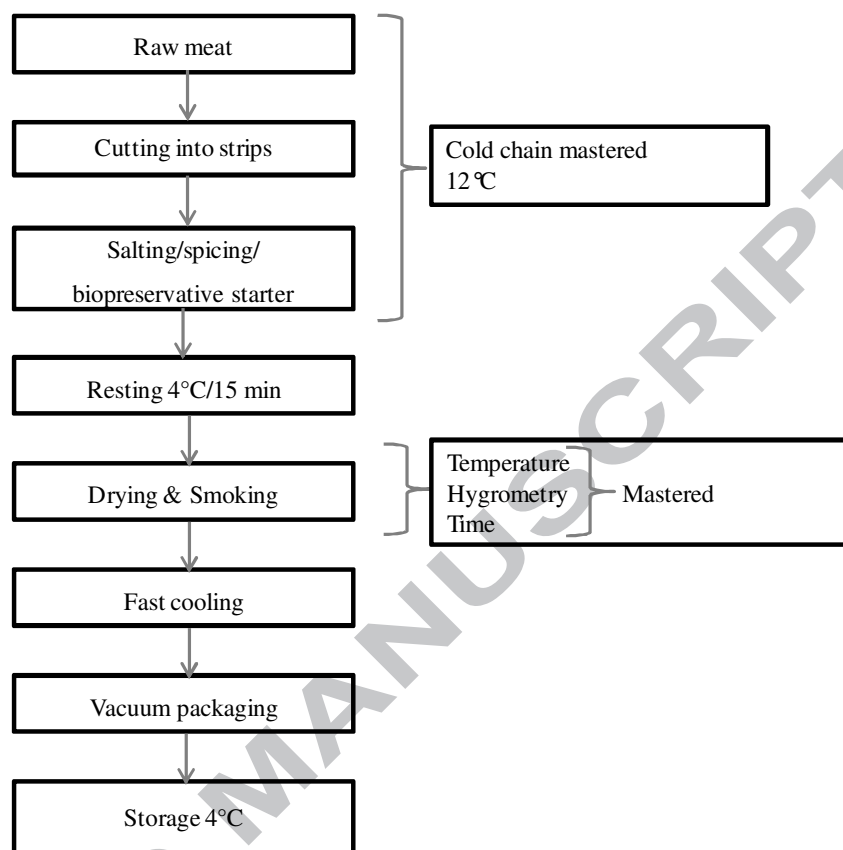 Raw meat
Cutting into strips
Cold chain mastered
12°C
Salting/spicing/
biopreservative starter
Resting 4°C/15 min
Drying & Smoking
Temperature
Hygrometry
Time
Mastered
Fast cooling
Vacuum packaging
Storage 4°C
MANUSCRIPT